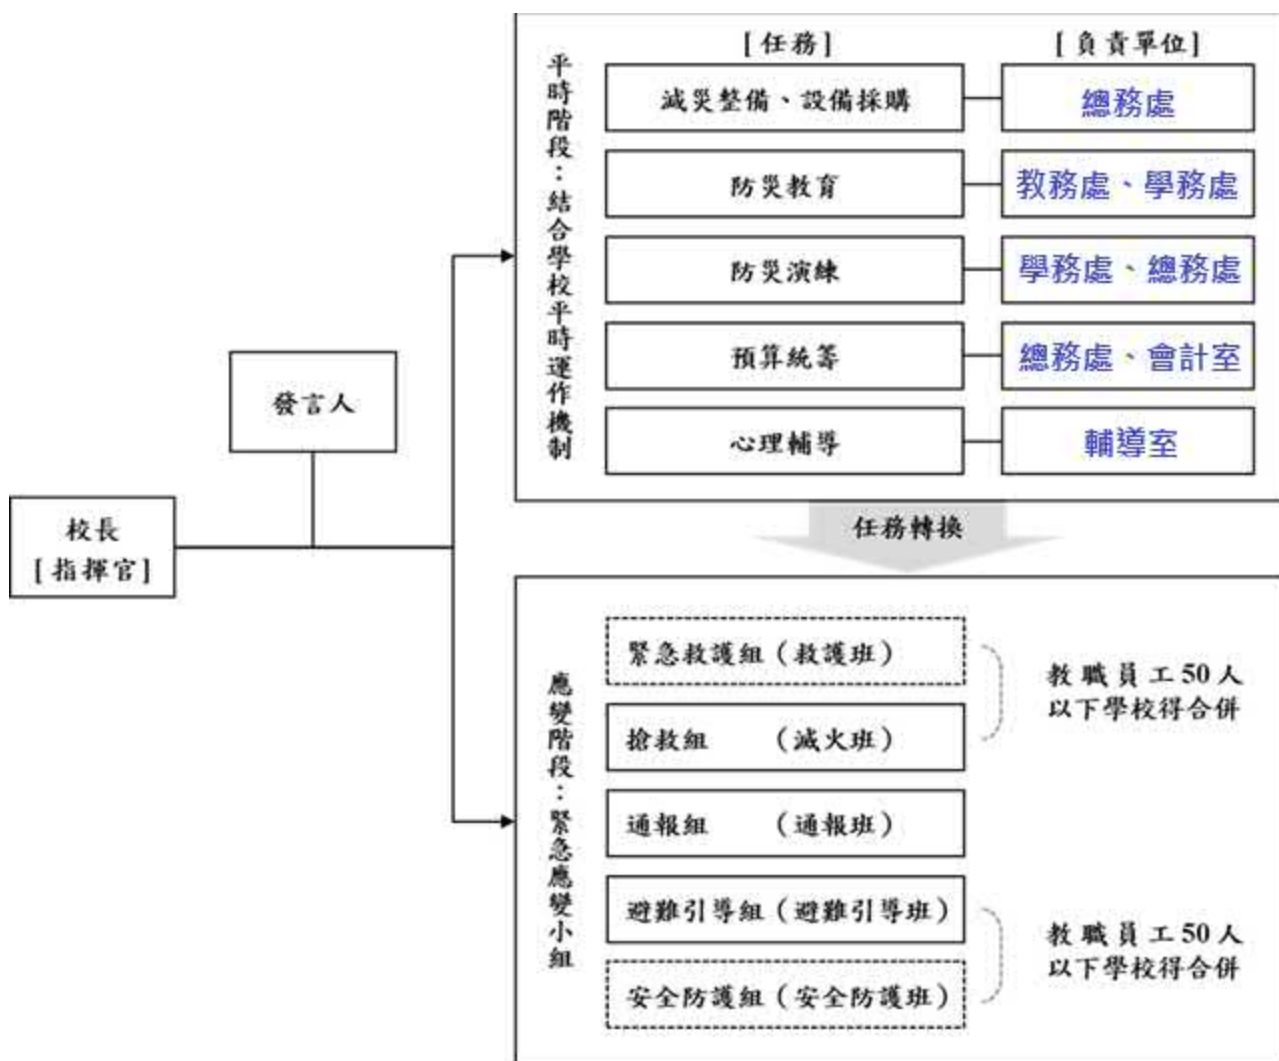 平時階段：結合學校平時運作機制
[任務]
[負責單位]
減災整備、設備採購
總務處
防災教育
教務處、學務處
防災演練
學務處、總務處
預算統籌
總務處、會計室
心理輔導
輔導室
發言人
校長
[指揮官]
任務轉換
應變階段：緊急應變小組
緊急救護組（救護班）
搶救組　　（滅火班）
通報組　　（通報班）
避難引導組（避難引導班）
安全防護組（安全防護班）
教職員工50人
以下學校得合併
教職員工50人
以下學校得合併